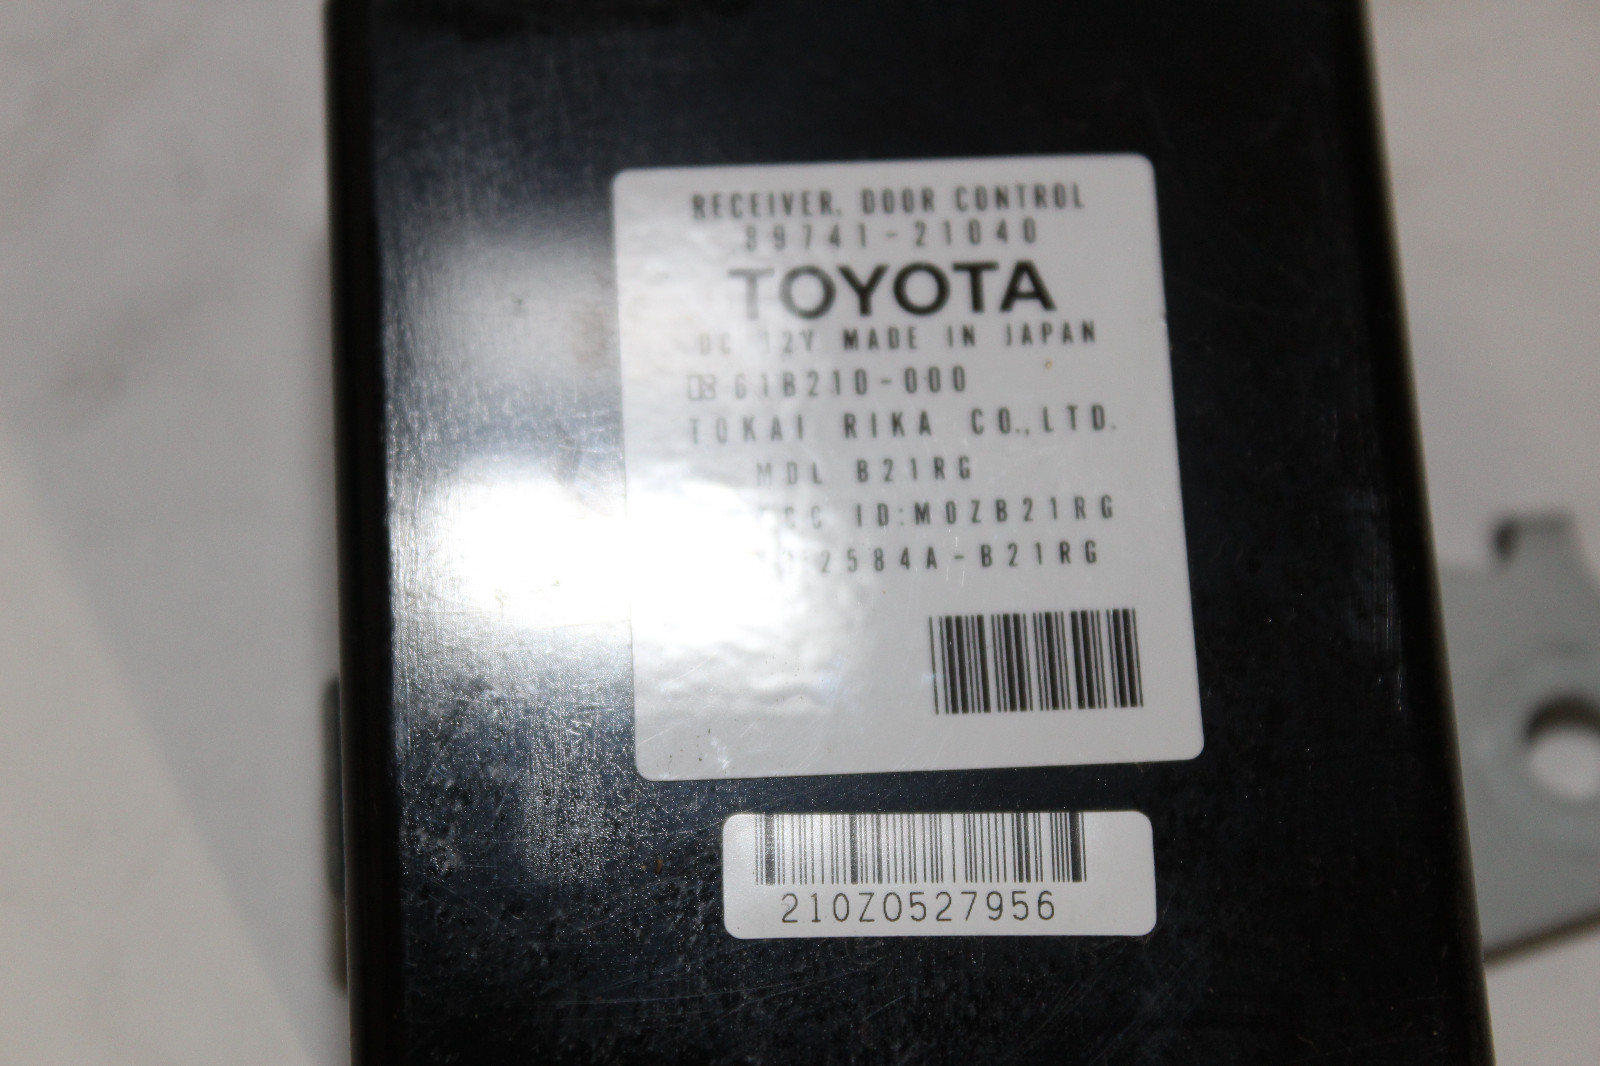 RECEIVER, DOOR CONTROL
89741-21040
TOYOTA
DC 12V MADE IN JAPAN
61B210-000
TOKAI RIKA CO.,LTD.
MDL B21RG
FCC ID:MOZB21RG
2584A-B21RG
210Z0527956